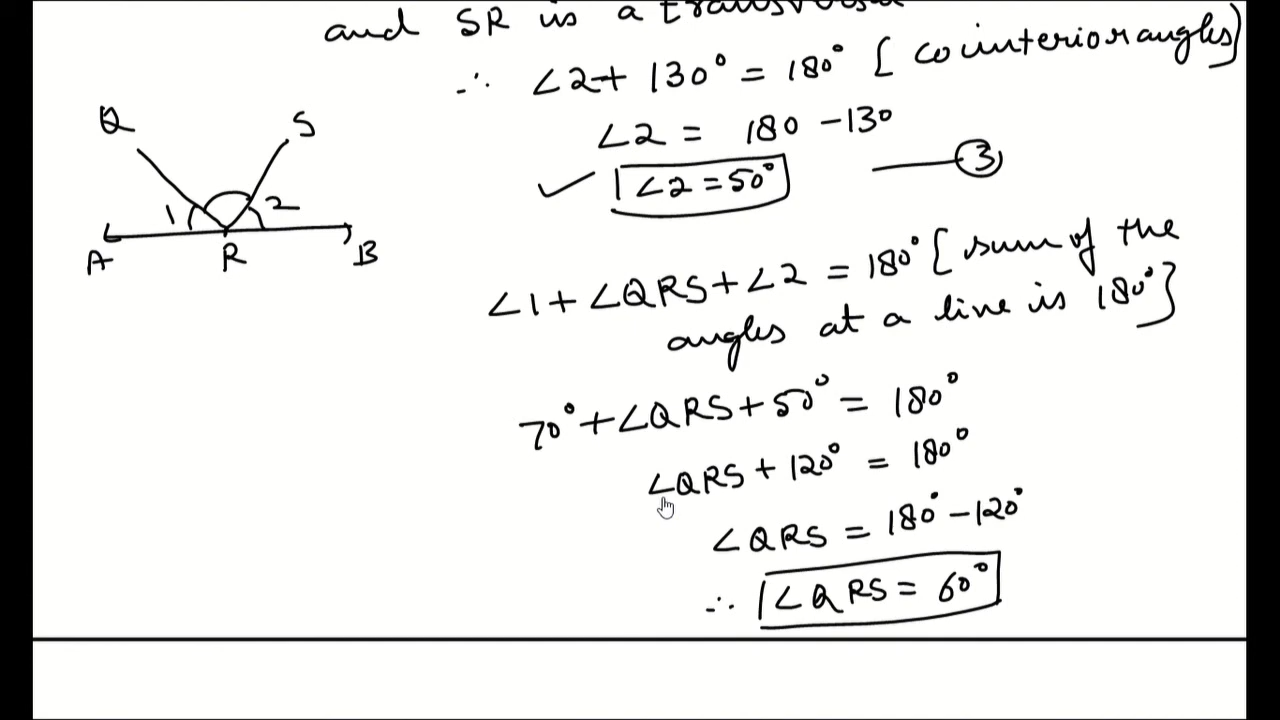 and SR is a transversal
∴ ∠2 + 130° = 180° [cointerior angles]
∠2 = 180 - 130
✓ ∠2 = 50° —— ③
Q S
1 2
A R B
∠1 + ∠QRS + ∠2 = 180° [sum of the
angles at a line is 180°]
70° + ∠QRS + 50° = 180°
∠QRS + 120° = 180°
∠QRS = 180° - 120°
∴ ∠QRS = 60°